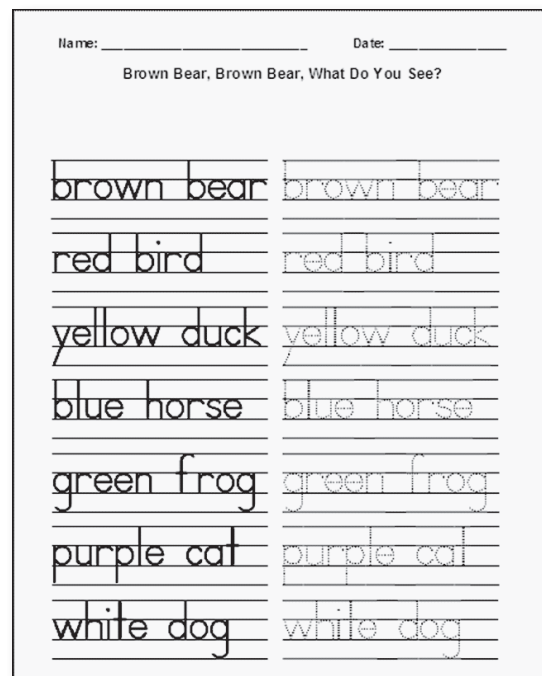 Name: ____________________ Date: ____________
Brown Bear, Brown Bear, What Do You See?
brown bear brown bear
red bird red bird
yellow duck yellow duck
blue horse blue horse
green frog green frog
purple cat purple cat
white dog white dog